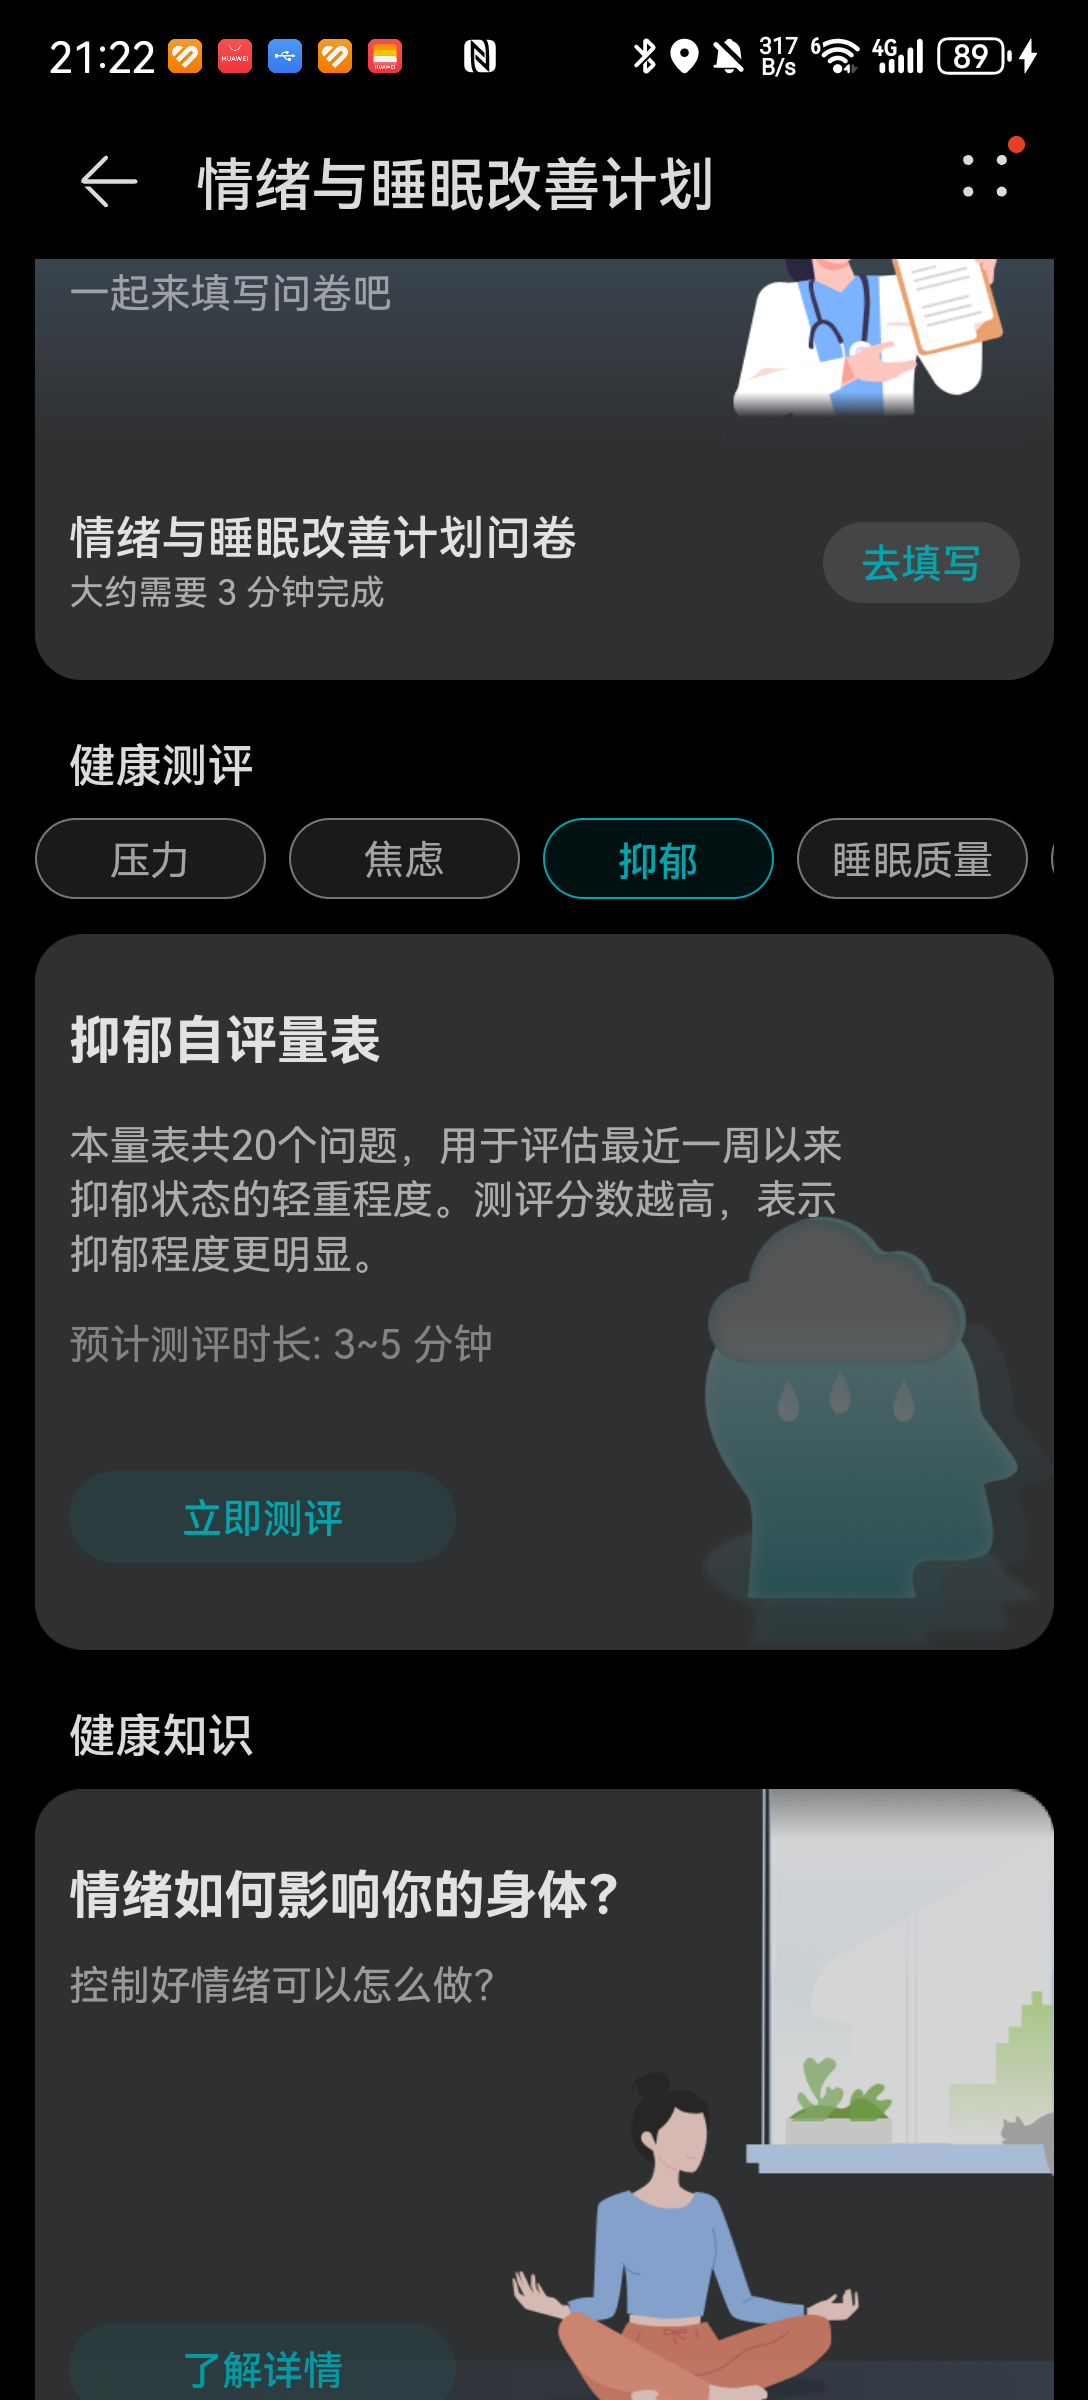 21:22
317 B/s
6
4G
89
情绪与睡眠改善计划
一起来填写问卷吧
情绪与睡眠改善计划问卷
大约需要 3 分钟完成
去填写
健康测评
压力
焦虑
抑郁
睡眠质量
抑郁自评量表
本量表共20个问题，用于评估最近一周以来
抑郁状态的轻重程度。测评分数越高，表示
抑郁程度更明显。
预计测评时长: 3~5 分钟
立即测评
健康知识
情绪如何影响你的身体?
控制好情绪可以怎么做?
了解详情